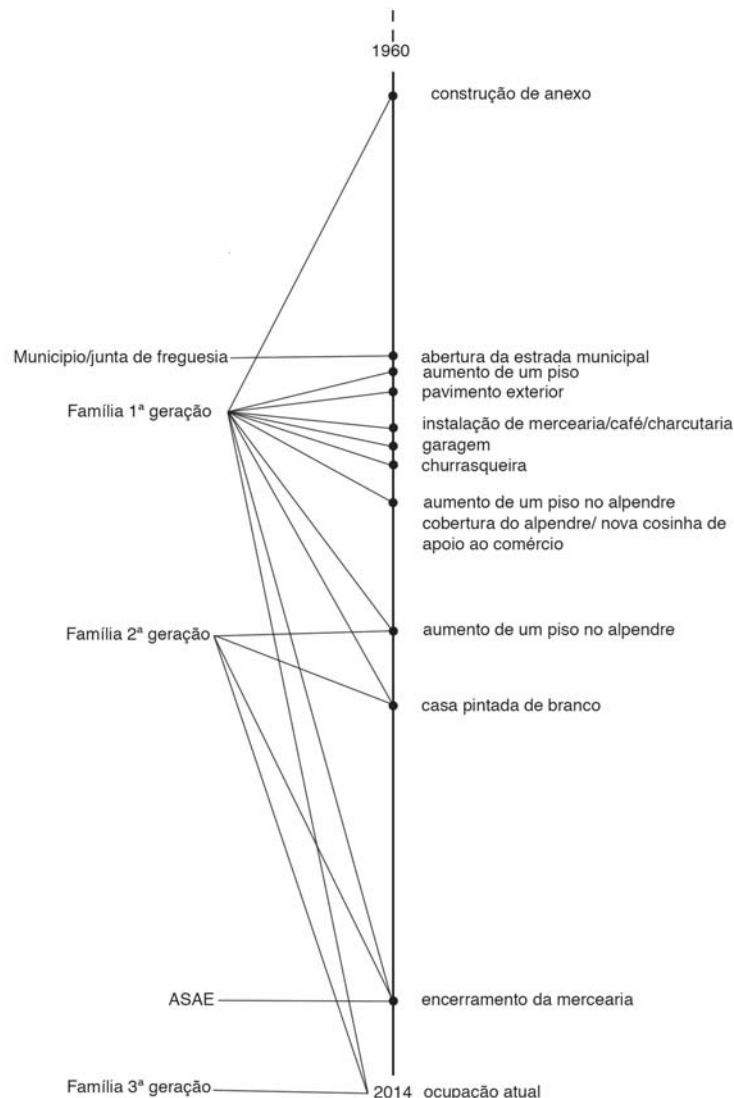 1960
construção de anexo
Municipio/junta de freguesia
abertura da estrada municipal
aumento de um piso
pavimento exterior
Família 1ª geração
instalação de mercearia/café/charcutaria
garagem
churrasqueira
aumento de um piso no alpendre
cobertura do alpendre/ nova cosinha de
apoio ao comércio
Família 2ª geração
aumento de um piso no alpendre
casa pintada de branco
ASAE
encerramento da mercearia
Família 3ª geração
2014 ocupação atual